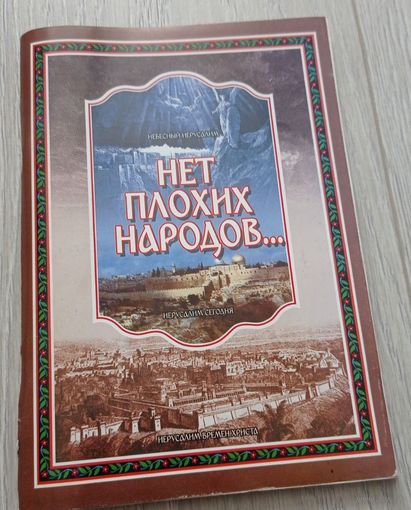 НЕБЕСНЫЙ ИЕРУСАЛИМ
НЕТ
ПЛОХИХ
НАРОДОВ...
ИЕРУСАЛИМ СЕГОДНЯ
ИЕРУСАЛИМ ВРЕМЕН ХРИСТА